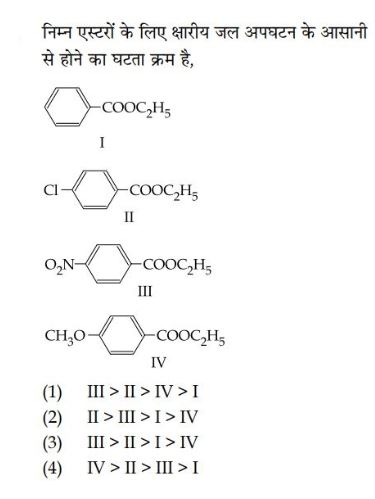 निम्न एस्टरों के लिए क्षारीय जल अपघटन के आसानी
से होने का घटता क्रम है,
COOC₂H₅
I
Cl COOC₂H₅
II
O₂N COOC₂H₅
III
CH₃O COOC₂H₅
IV
(1) III > II > IV > I
(2) II > III > I > IV
(3) III > II > I > IV
(4) IV > II > III > I